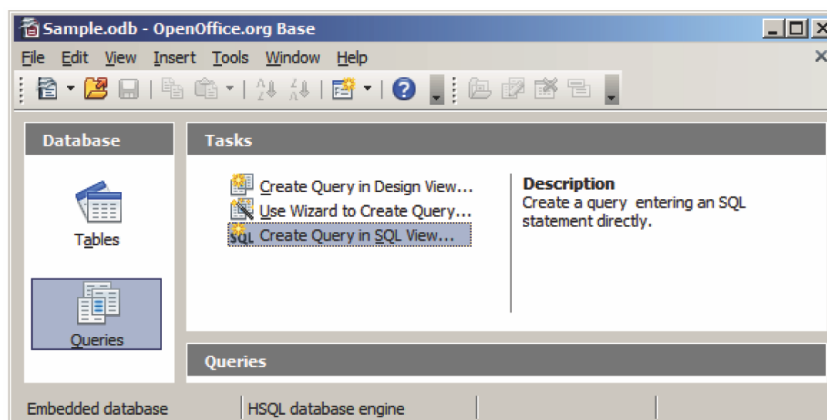 Sample.odb - OpenOffice.org Base
File Edit View Insert Tools Window Help
Database
Tasks
Tables
Queries
Create Query in Design View...
Use Wizard to Create Query...
SQL Create Query in SQL View...
Description
Create a query entering an SQL
statement directly.
Queries
Embedded database
HSQL database engine